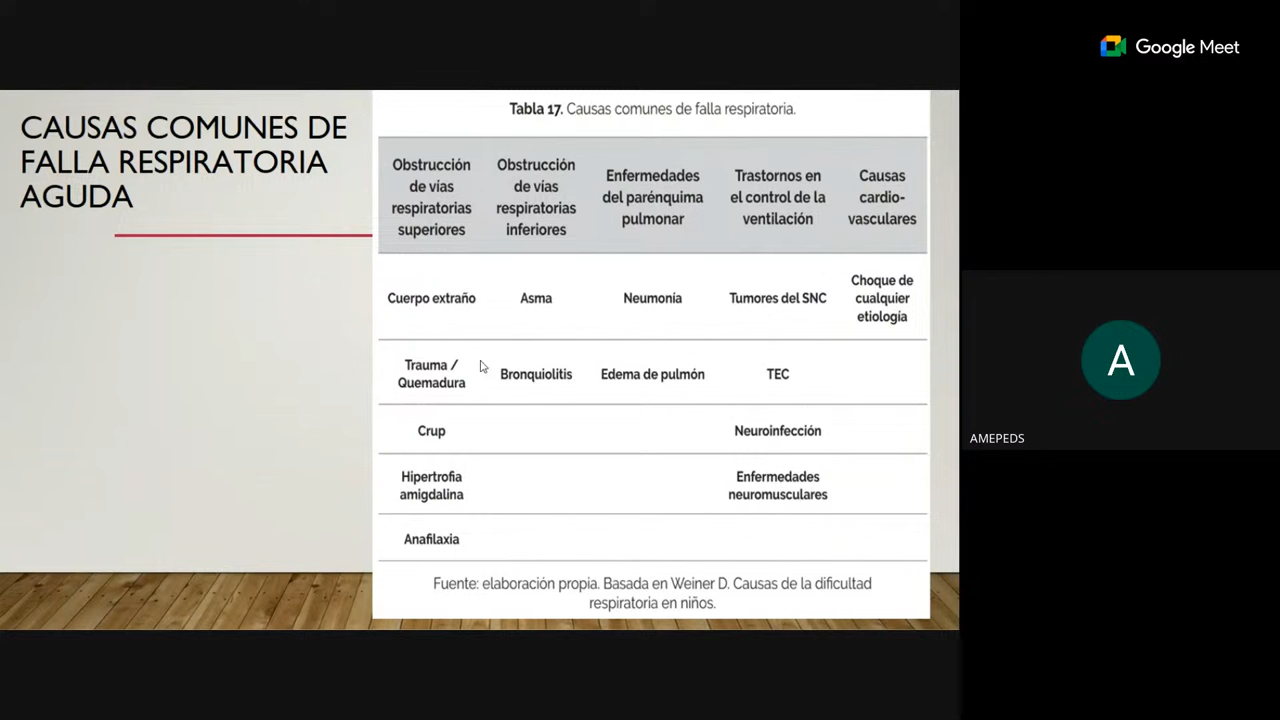 CAUSAS COMUNES DE
FALLA RESPIRATORIA
AGUDA
Tabla 17. Causas comunes de falla respiratoria.
Obstrucción
de vías
respiratorias
superiores
Obstrucción
de vías
respiratorias
inferiores
Enfermedades
del parénquima
pulmonar
Trastornos en
el control de la
ventilación
Causas
cardio-
vasculares
Cuerpo extraño
Asma
Neumonía
Tumores del SNC
Choque de
cualquier
etiología
Trauma /
Quemadura
Bronquiolitis
Edema de pulmón
TEC
Crup
Neuroinfección
Hipertrofia
amigdalina
Enfermedades
neuromusculares
Anafilaxia
Fuente: elaboración propia. Basada en Weiner D. Causas de la dificultad
respiratoria en niños.
Google Meet
A
AMEPEDS